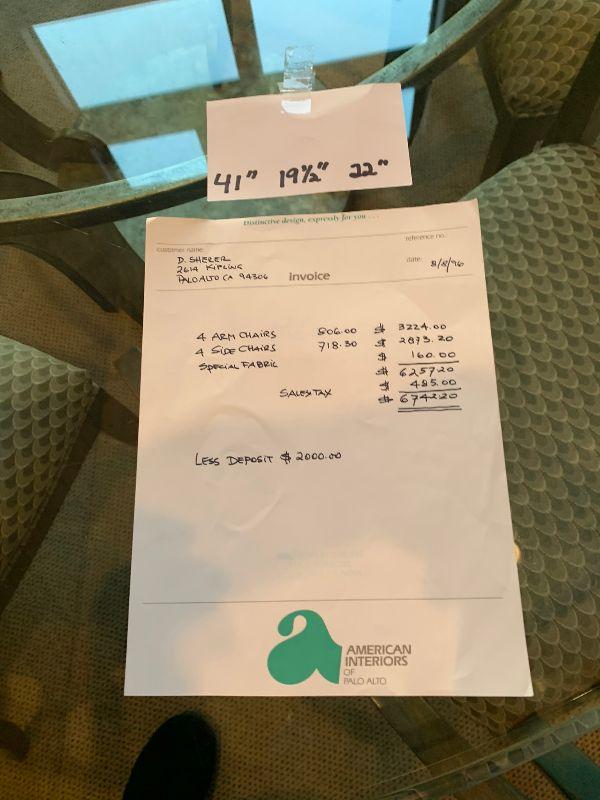 41" 19½" 22"
Distinctive design, expressly for you . . .
customer name:
reference no.:
D. SHERER
2614 KIPLING
PALO ALTO CA 94306
date: 8/8/96
invoice
4 ARM CHAIRS 806.00 $ 3224.00
4 SIDE CHAIRS 718.30 $ 2873.20
SPECIAL FABRIC $ 160.00
$ 6257.20
SALES TAX $ 485.00
$ 6742.20
LESS DEPOSIT $ 2000.00
AMERICAN
INTERIORS
OF
PALO ALTO